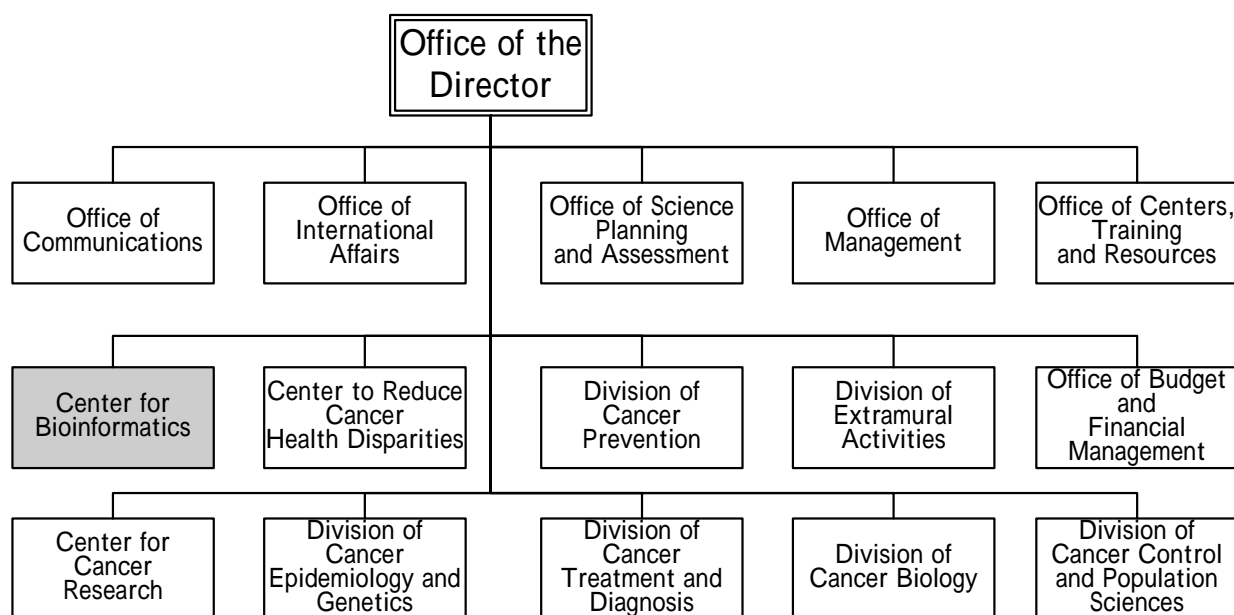 Office of the
Director
Office of
Communications
Office of
International
Affairs
Office of Science
Planning
and Assessment
Office of
Management
Office of Centers,
Training
and Resources
Center for
Bioinformatics
Center to Reduce
Cancer
Health Disparities
Division of
Cancer
Prevention
Division of
Extramural
Activities
Office of Budget
and
Financial
Management
Center for
Cancer
Research
Division of
Cancer
Epidemiology and
Genetics
Division of
Cancer
Treatment and
Diagnosis
Division of
Cancer Biology
Division of
Cancer Control
and Population
Sciences